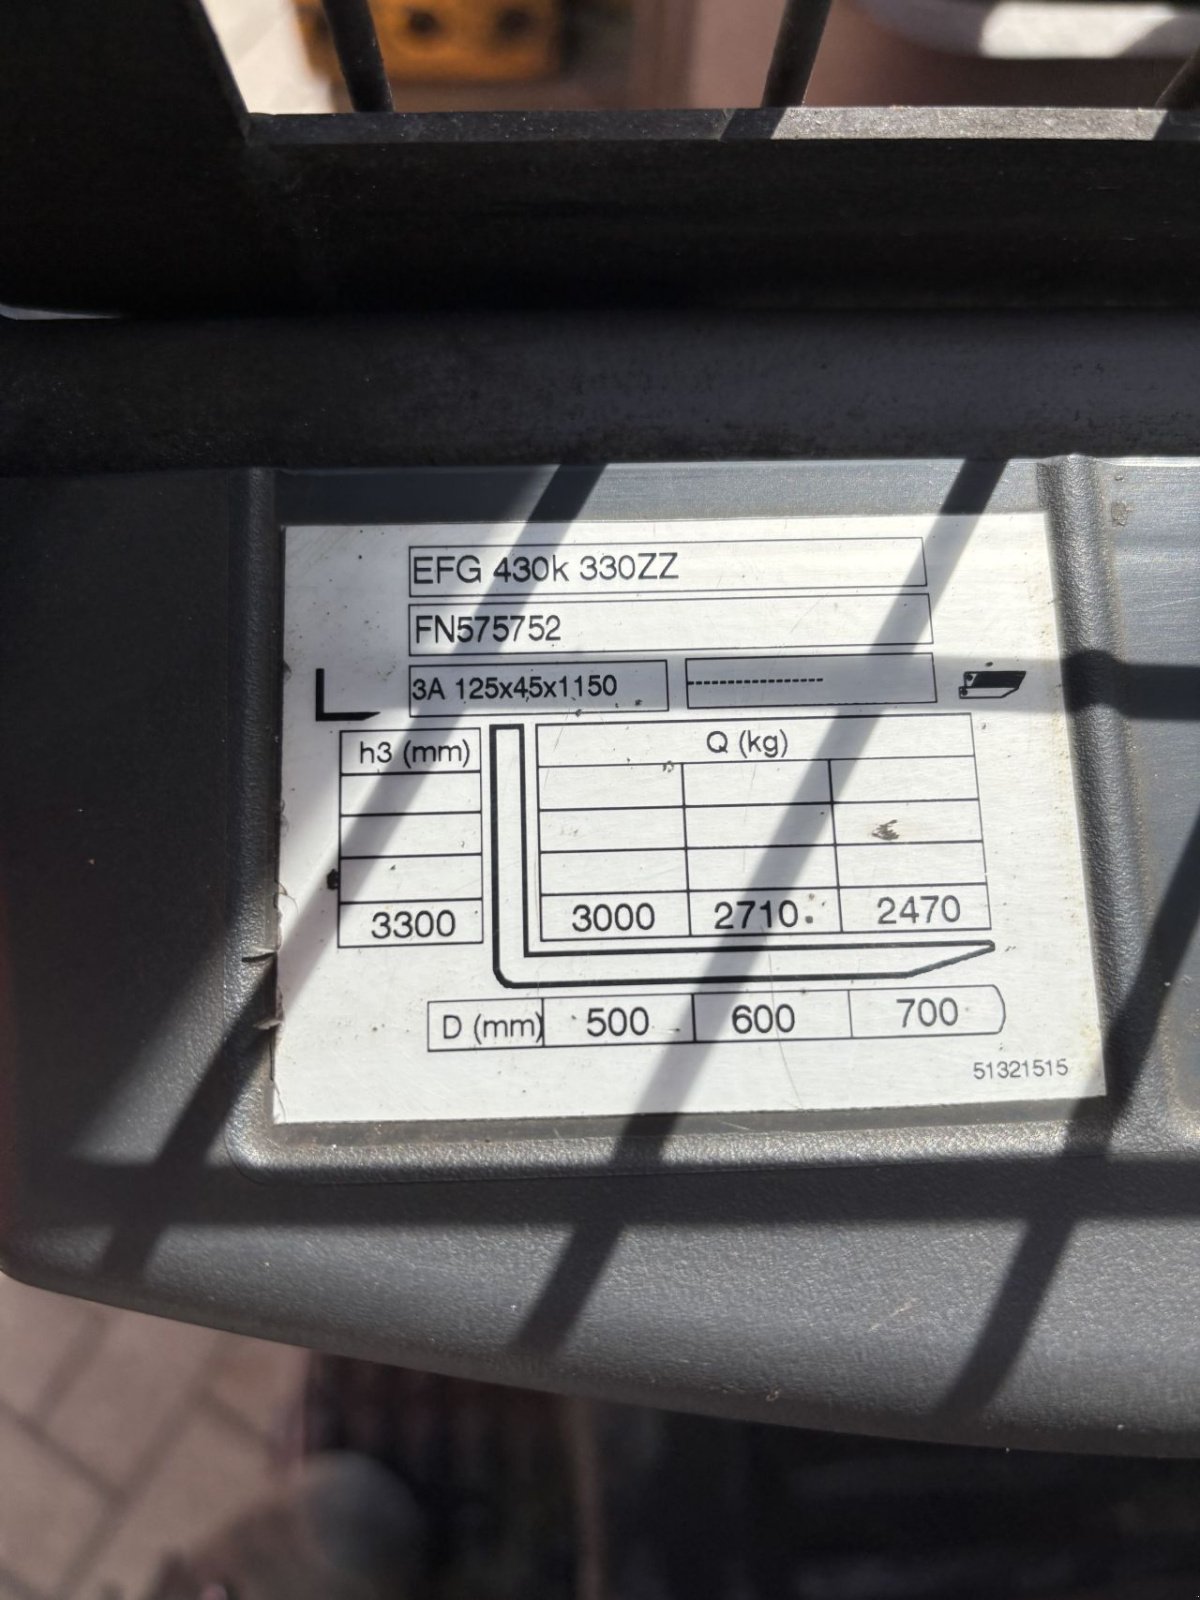 EFG 430k 330ZZ
FN575752
3A 125x45x1150
h3 (mm) Q (kg)
3300 3000 2710 2470
D (mm) 500 600 700
51321515